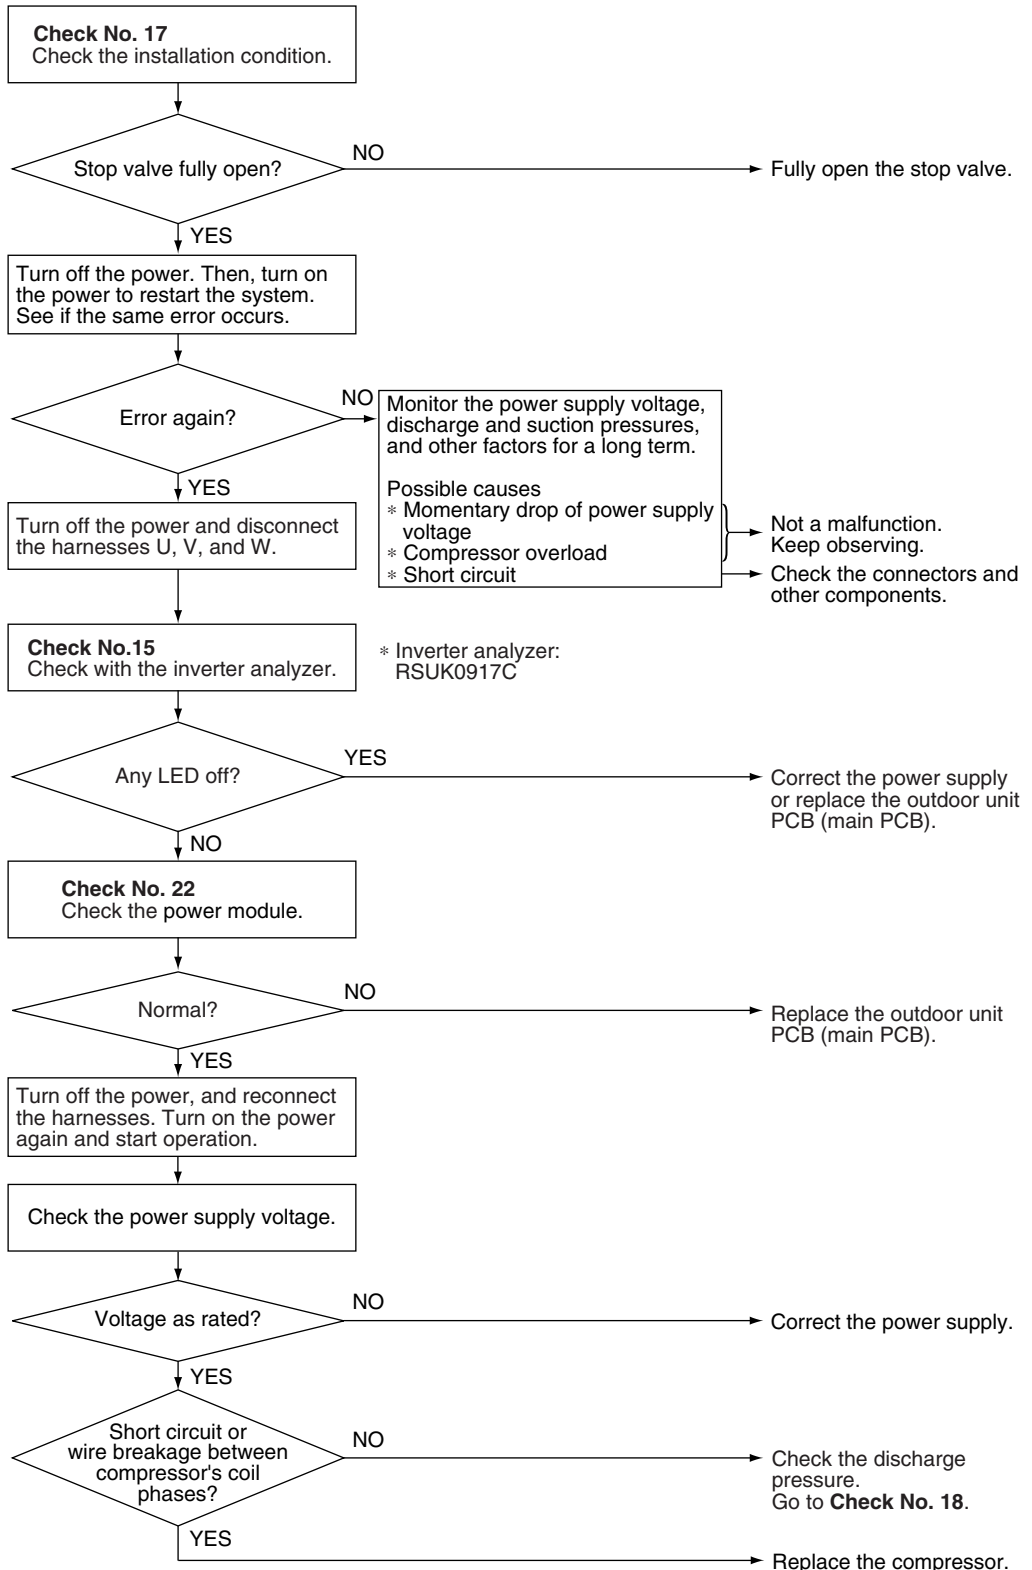 Check No. 17
Check the installation condition.
Stop valve fully open?
NO
Fully open the stop valve.
YES
Turn off the power. Then, turn on
the power to restart the system.
See if the same error occurs.
Error again?
NO
Monitor the power supply voltage,
discharge and suction pressures,
and other factors for a long term.
Possible causes
* Momentary drop of power supply
voltage
* Compressor overload
* Short circuit
Not a malfunction.
Keep observing.
Check the connectors and
other components.
YES
Turn off the power and disconnect
the harnesses U, V, and W.
Check No.15
Check with the inverter analyzer.
* Inverter analyzer:
RSUK0917C
Any LED off?
YES
Correct the power supply
or replace the outdoor unit
PCB (main PCB).
NO
Check No. 22
Check the power module.
Normal?
NO
Replace the outdoor unit
PCB (main PCB).
YES
Turn off the power, and reconnect
the harnesses. Turn on the power
again and start operation.
Check the power supply voltage.
Voltage as rated?
NO
Correct the power supply.
YES
Short circuit or
wire breakage between
compressor's coil
phases?
NO
Check the discharge
pressure.
Go to Check No. 18.
YES
Replace the compressor.